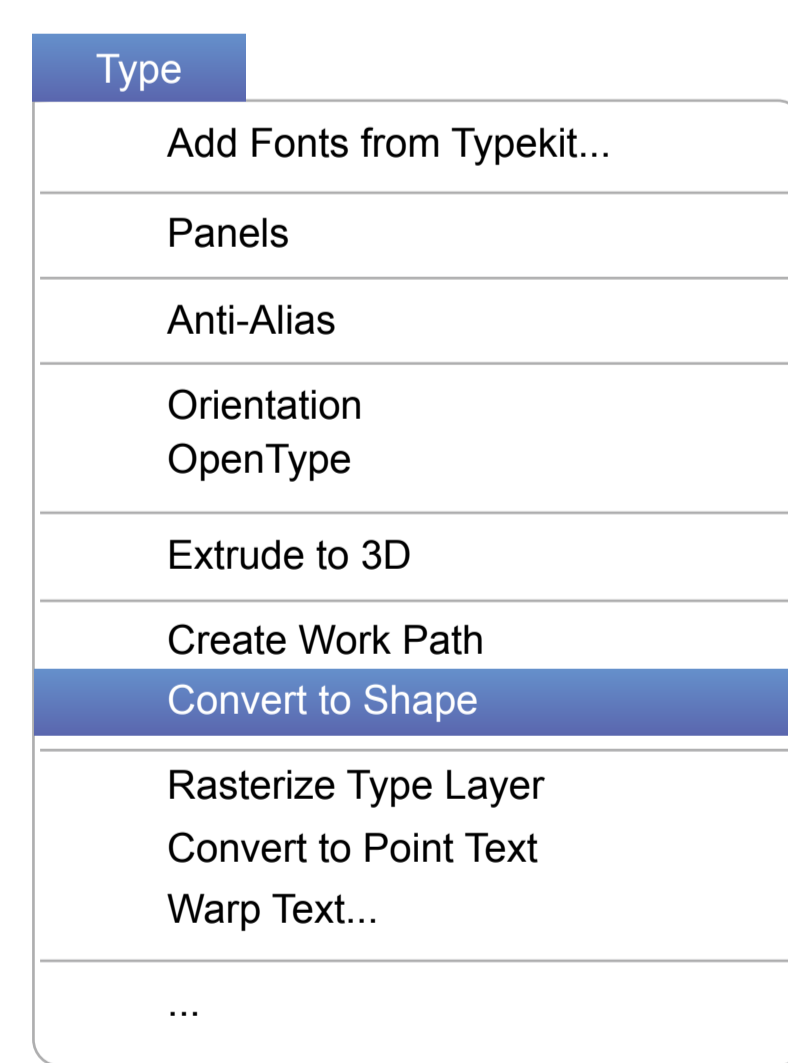 Type
Add Fonts from Typekit...
Panels
Anti-Alias
Orientation
OpenType
Extrude to 3D
Create Work Path
Convert to Shape
Rasterize Type Layer
Convert to Point Text
Warp Text...
...